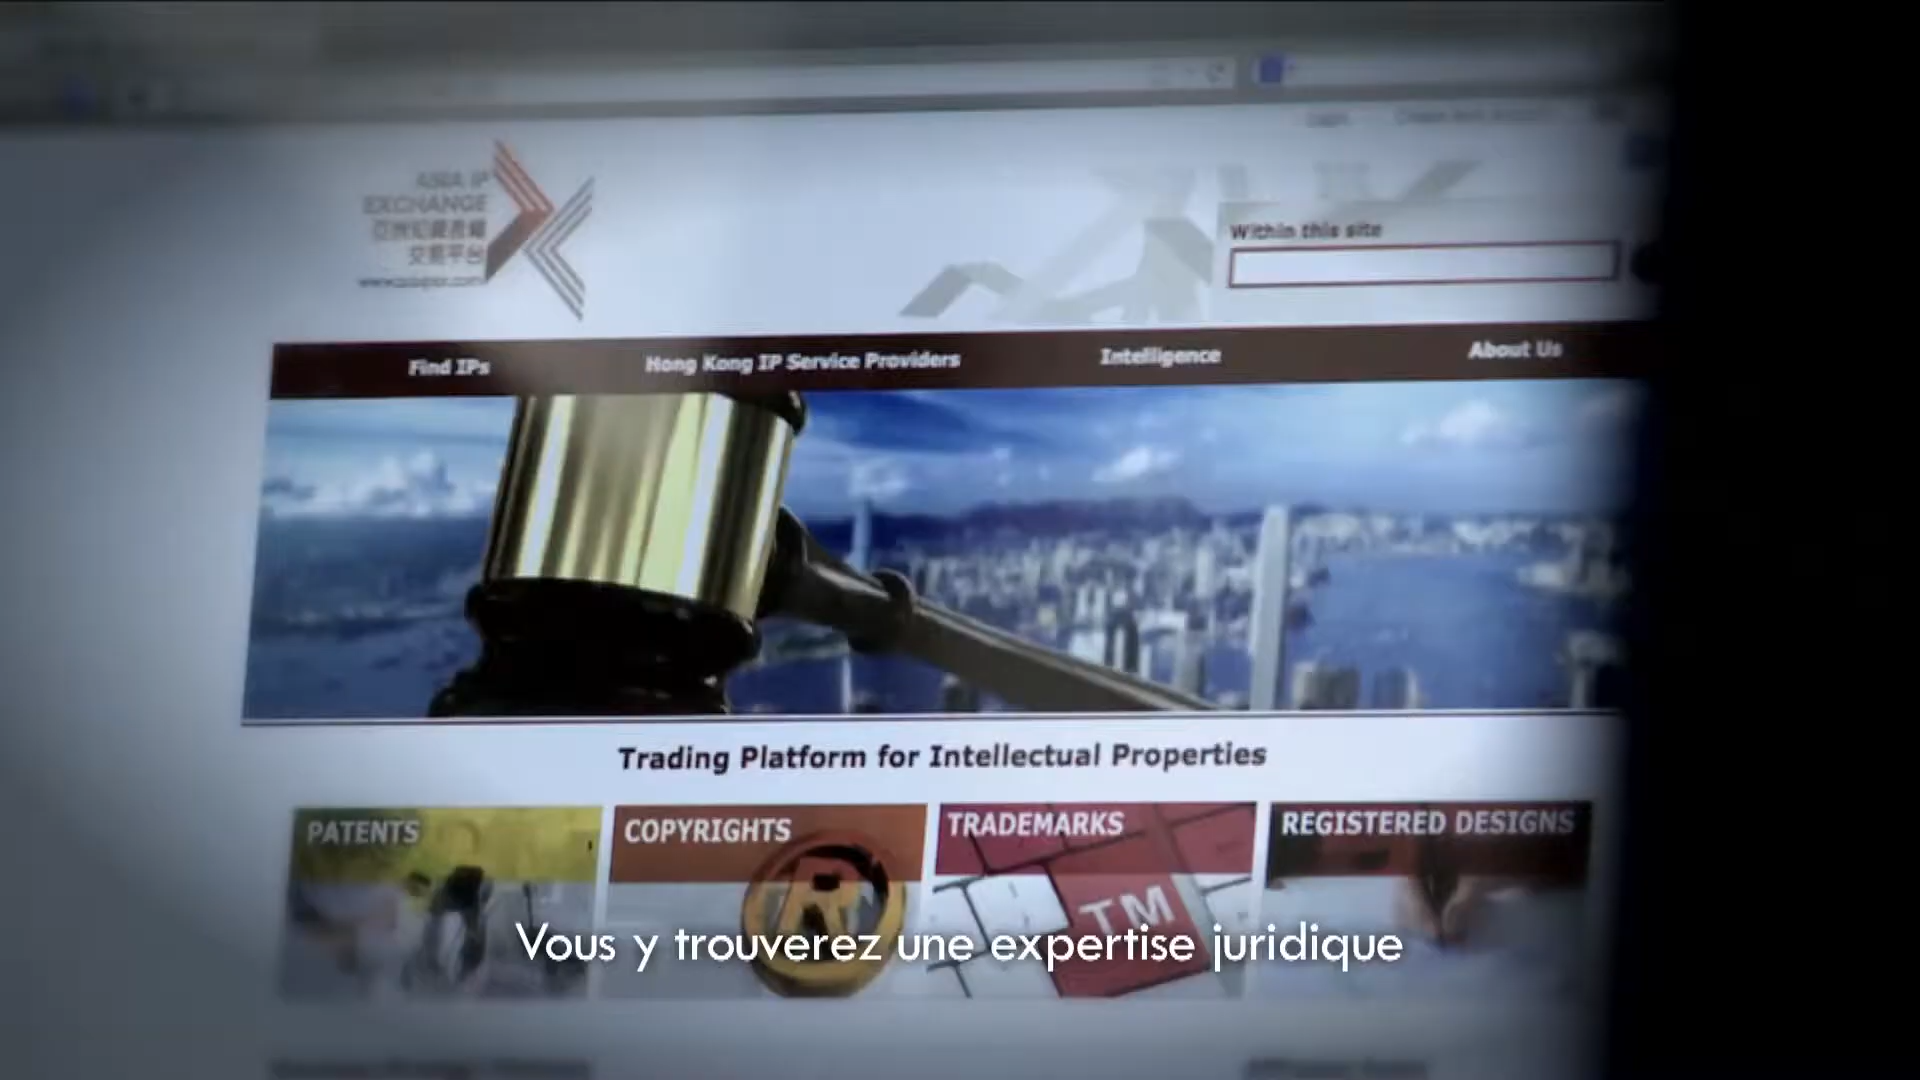 Login
ASIA IP
EXCHANGE
亞洲知識產權
交易平台
Within this site
Find IPs
Hong Kong IP Service Providers
Intelligence
About Us
Trading Platform for Intellectual Properties
PATENTS
COPYRIGHTS
TRADEMARKS
REGISTERED DESIGNS
R
TM
Vous y trouverez une expertise juridique